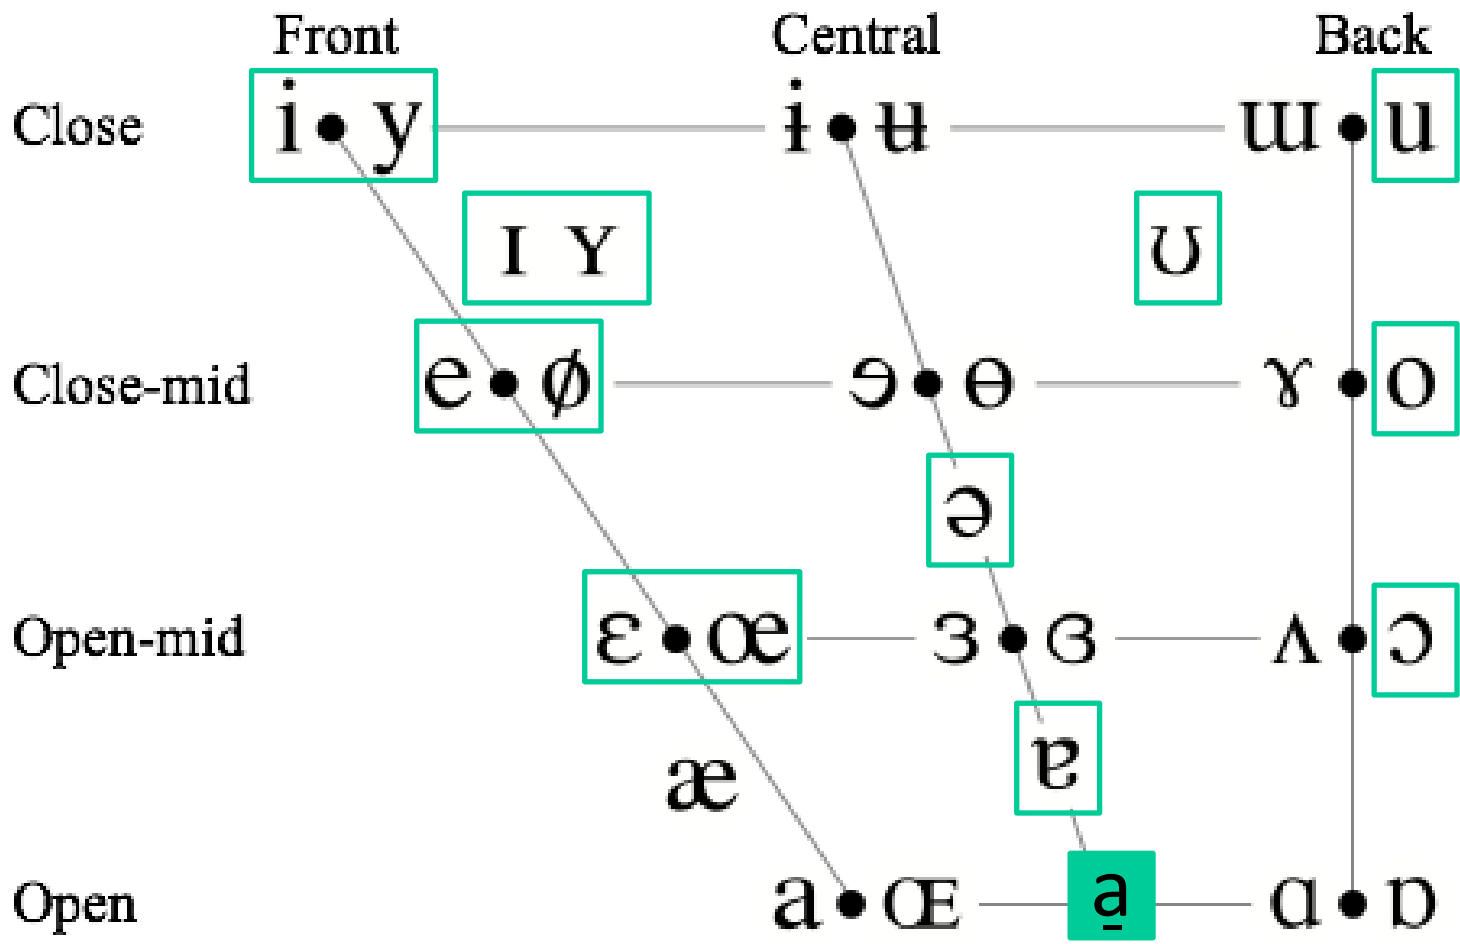 Front Central Back
Close i y ɨ ʉ ɯ u
ɪ ʏ ʊ
Close-mid e ø ɘ ɵ ɤ o
ə
Open-mid ɛ œ ɜ ɞ ʌ ɔ
æ ɐ
Open a ɶ a̠ ɑ ɒ